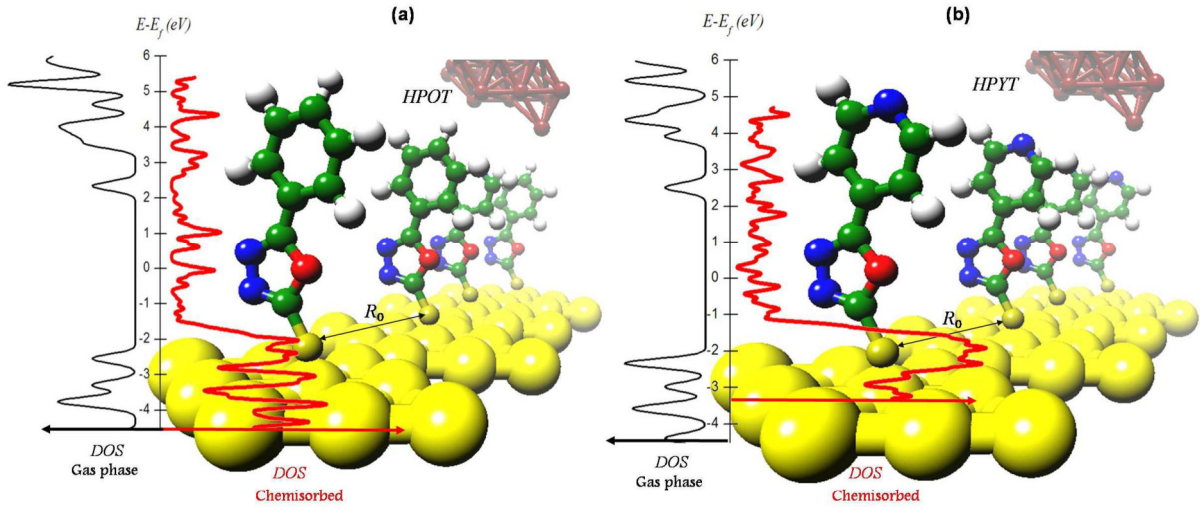 (a)
E-E_f (eV)
6
5
4
3
2
1
0
-1
-2
-3
-4
HPOT
R₀
DOS
Gas phase
DOS
Chemisorbed
(b)
E-E_f (eV)
6
5
4
3
2
1
0
-1
-2
-3
-4
HPYT
R₀
DOS
Gas phase
DOS
Chemisorbed